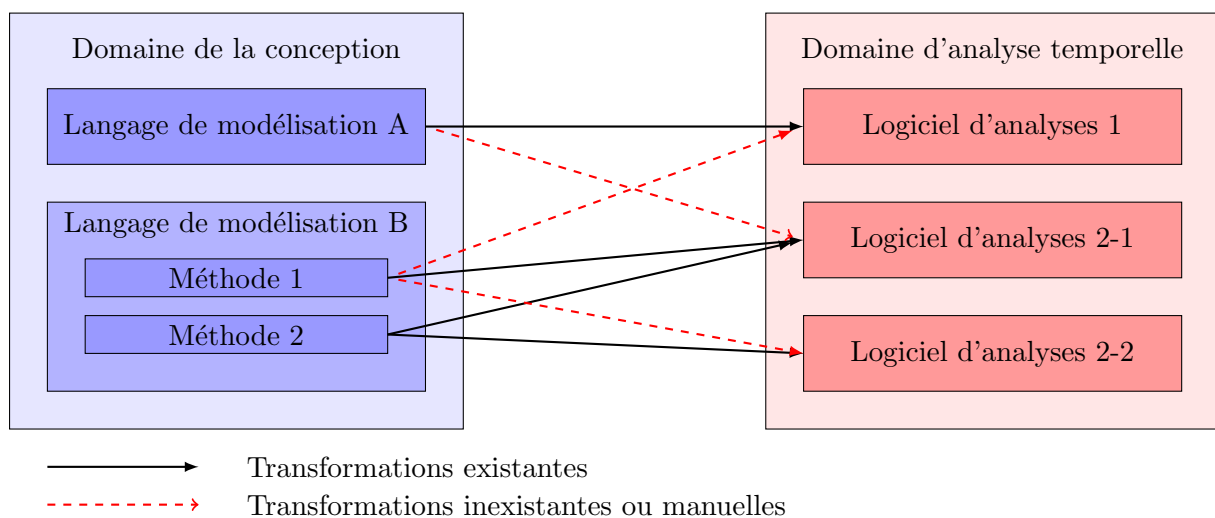 Domaine de la conception
Langage de modélisation A
Langage de modélisation B
Méthode 1
Méthode 2
Domaine d'analyse temporelle
Logiciel d'analyses 1
Logiciel d'analyses 2-1
Logiciel d'analyses 2-2
Transformations existantes
Transformations inexistantes ou manuelles